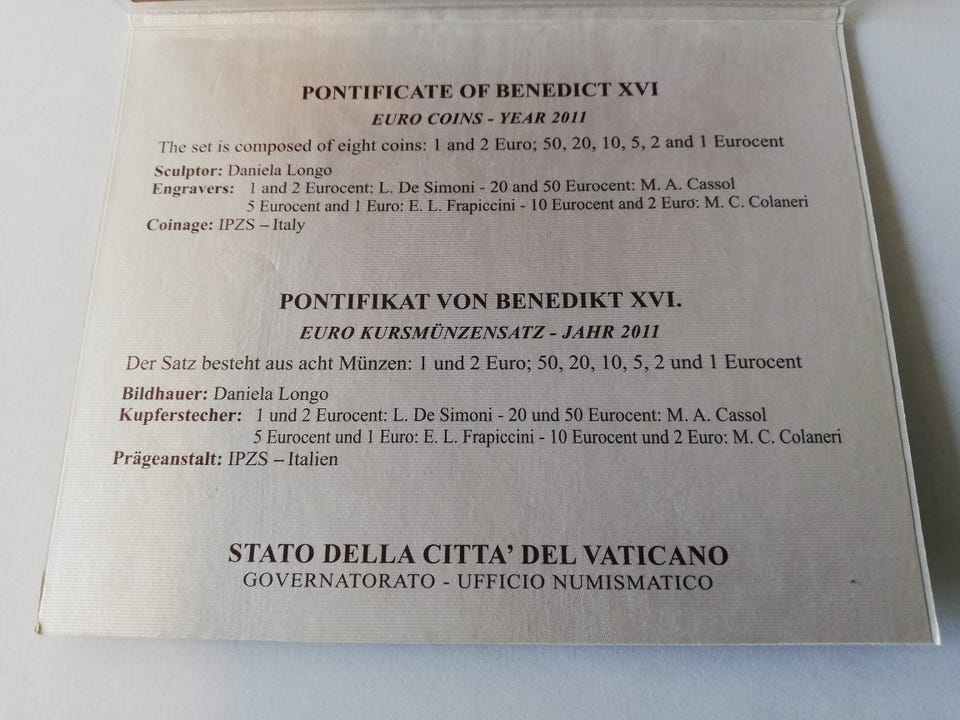 PONTIFICATE OF BENEDICT XVI
EURO COINS - YEAR 2011
The set is composed of eight coins: 1 and 2 Euro; 50, 20, 10, 5, 2 and 1 Eurocent
Sculptor: Daniela Longo
Engravers: 1 and 2 Eurocent: L. De Simoni - 20 and 50 Eurocent: M. A. Cassol
5 Eurocent and 1 Euro: E. L. Frapiccini - 10 Eurocent and 2 Euro: M. C. Colaneri
Coinage: IPZS – Italy
PONTIFIKAT VON BENEDIKT XVI.
EURO KURSMÜNZENSATZ - JAHR 2011
Der Satz besteht aus acht Münzen: 1 und 2 Euro; 50, 20, 10, 5, 2 und 1 Eurocent
Bildhauer: Daniela Longo
Kupferstecher: 1 und 2 Eurocent: L. De Simoni - 20 und 50 Eurocent: M. A. Cassol
5 Eurocent und 1 Euro: E. L. Frapiccini - 10 Eurocent und 2 Euro: M. C. Colaneri
Prägeanstalt: IPZS – Italien
STATO DELLA CITTA' DEL VATICANO
GOVERNATORATO - UFFICIO NUMISMATICO